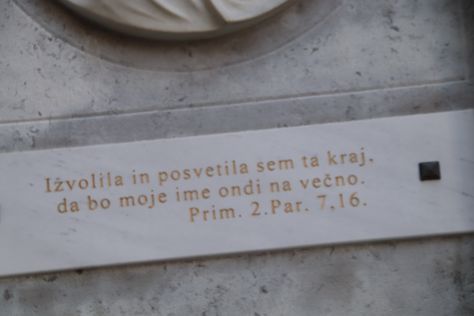 Izvolila in posvetila sem ta kraj,
da bo moje ime ondi na večno.
Prim. 2.Par. 7,16.